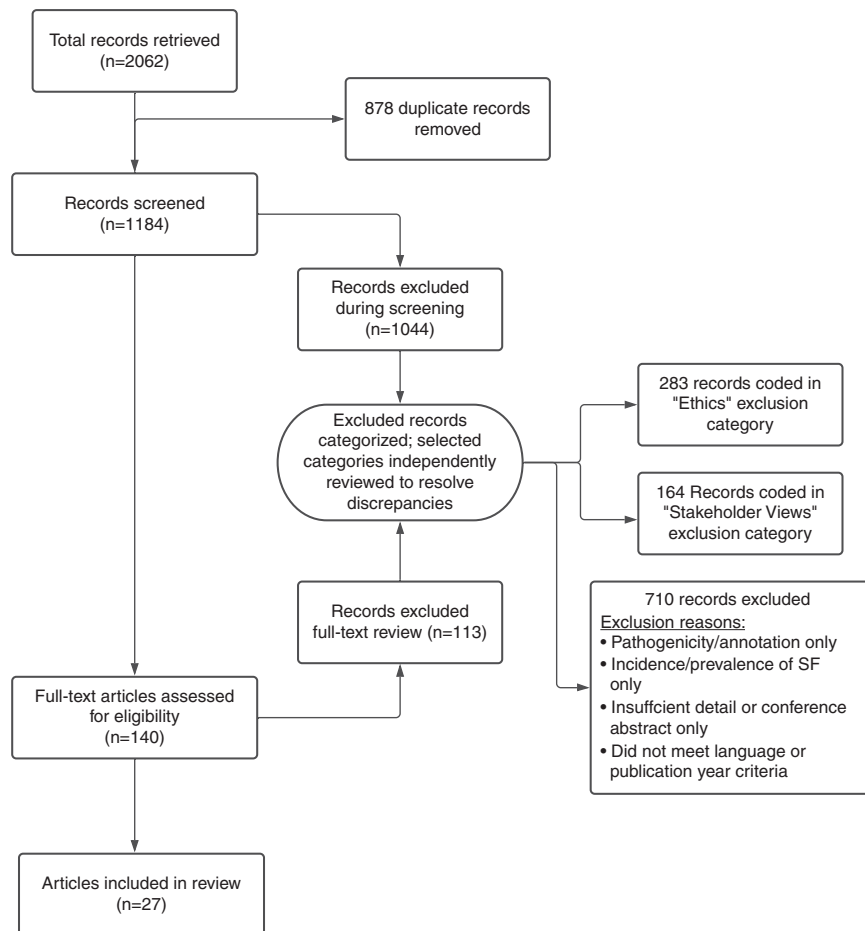 Total records retrieved
(n=2062)
878 duplicate records
removed
Records screened
(n=1184)
Records excluded
during screening
(n=1044)
Excluded records
categorized; selected
categories independently
reviewed to resolve
discrepancies
283 records coded in
"Ethics" exclusion
category
164 Records coded in
"Stakeholder Views"
exclusion category
Records excluded
full-text review (n=113)
710 records excluded
Exclusion reasons:
• Pathogenicity/annotation only
• Incidence/prevalence of SF
only
• Insuffcient detail or conference
abstract only
• Did not meet language or
publication year criteria
Full-text articles assessed
for eligibility
(n=140)
Articles included in review
(n=27)